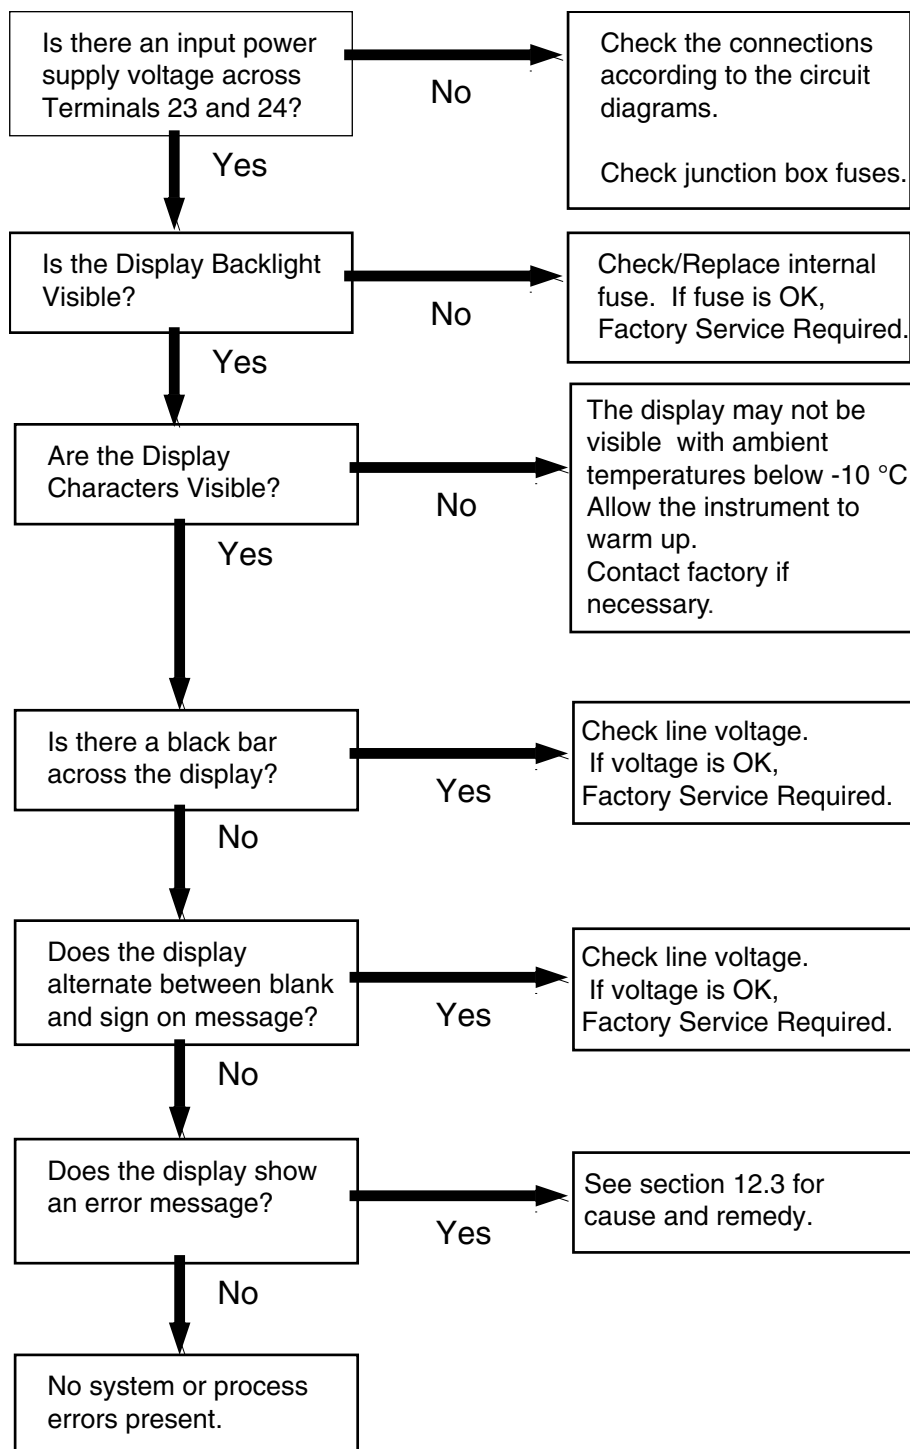 Is there an input power
supply voltage across
Terminals 23 and 24?
No
Check the connections
according to the circuit
diagrams.
Check junction box fuses.
Yes
Is the Display Backlight
Visible?
No
Check/Replace internal
fuse. If fuse is OK,
Factory Service Required.
Yes
Are the Display
Characters Visible?
No
The display may not be
visible with ambient
temperatures below -10 °C
Allow the instrument to
warm up.
Contact factory if
necessary.
Yes
Is there a black bar
across the display?
Yes
Check line voltage.
If voltage is OK,
Factory Service Required.
No
Does the display
alternate between blank
and sign on message?
Yes
Check line voltage.
If voltage is OK,
Factory Service Required.
No
Does the display show
an error message?
Yes
See section 12.3 for
cause and remedy.
No
No system or process
errors present.